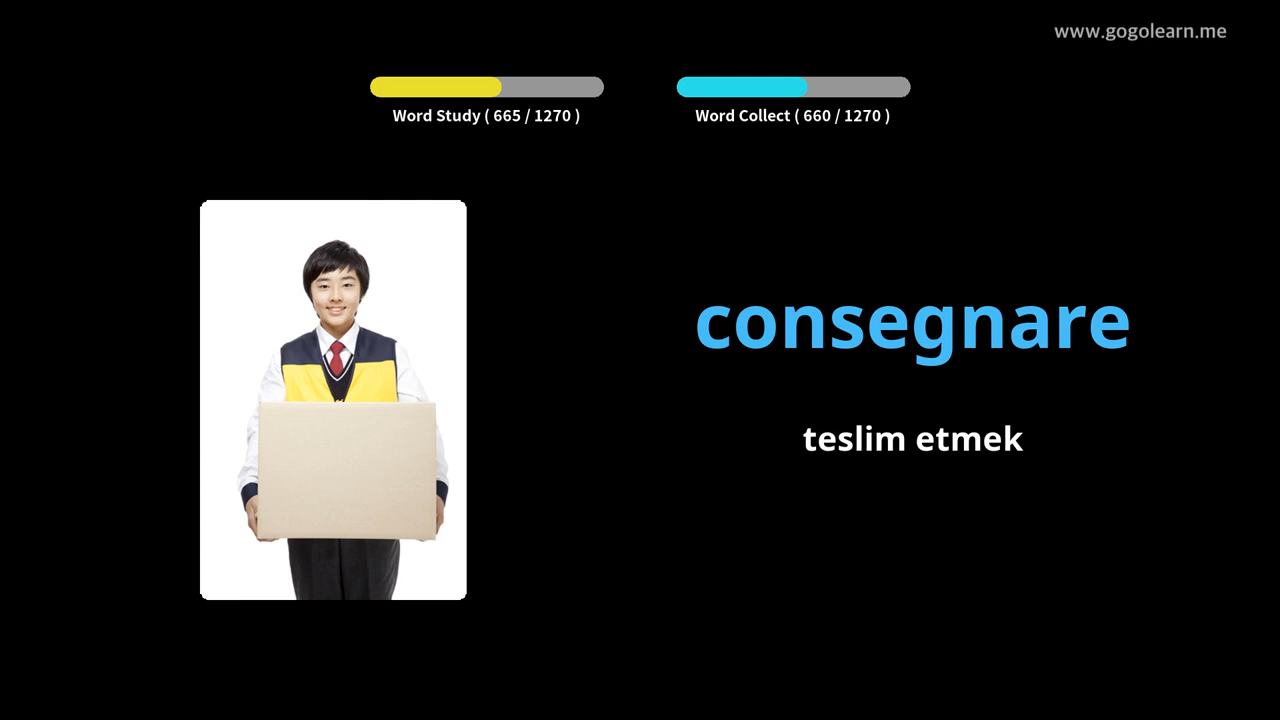 www.gogolearn.me
Word Study ( 665 / 1270 )
Word Collect ( 660 / 1270 )
consegnare
teslim etmek